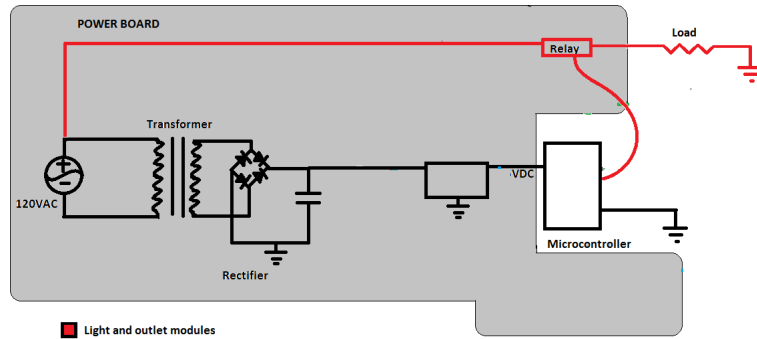 POWER BOARD
Relay
Load
Transformer
120VAC
VDC
Rectifier
Microcontroller
Light and outlet modules